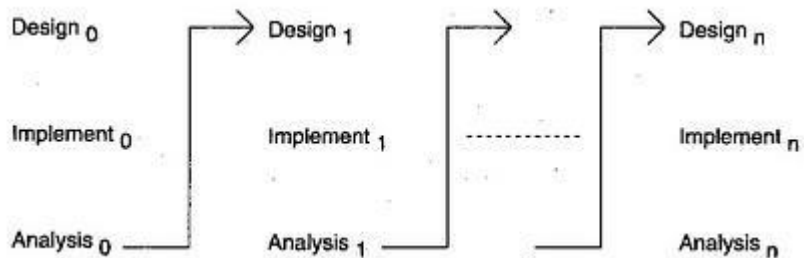 Design 0 Design 1 Design n
Implement 0 Implement 1 Implement n
Analysis 0 Analysis 1 Analysis n